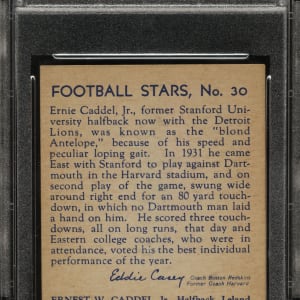 FOOTBALL STARS, No. 30
Ernie Caddel, Jr., former Stanford Uni-
versity halfback now with the Detroit
Lions, was known as the "blond
Antelope," because of his speed and
peculiar loping gait. In 1931 he came
East with Stanford to play against Dart-
mouth in the Harvard stadium, and on
second play of the game, swung wide
around right end for an 80 yard touch-
down, in which no Dartmouth man laid
a hand on him. He scored three touch-
downs, all on long runs, that day and
Eastern college coaches, who were in
attendance, voted his the best individual
performance of the year.
Eddie Casey Coach Boston Redskins
Former Coach Harvard
ERNEST W. CADDEL, Jr. Halfback, Leland